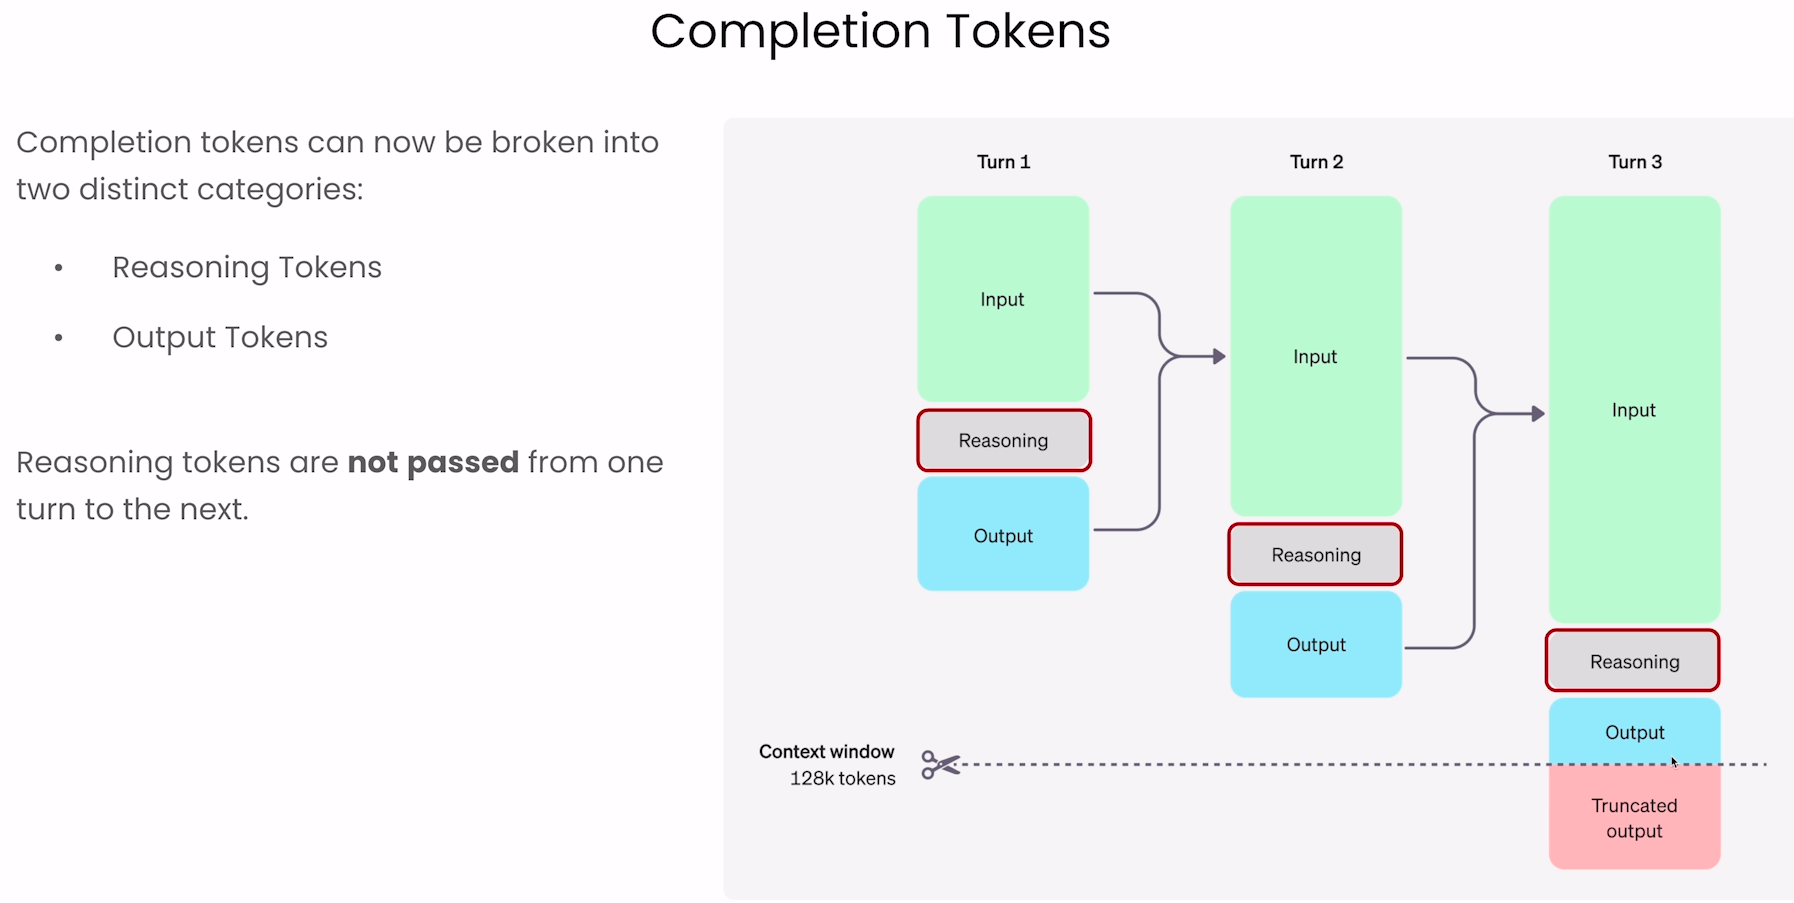 Completion Tokens
Completion tokens can now be broken into
two distinct categories:
• Reasoning Tokens
• Output Tokens
Reasoning tokens are not passed from one
turn to the next.
Turn 1
Turn 2
Turn 3
Input
Reasoning
Output
Input
Reasoning
Output
Input
Reasoning
Output
Truncated
output
Context window
128k tokens